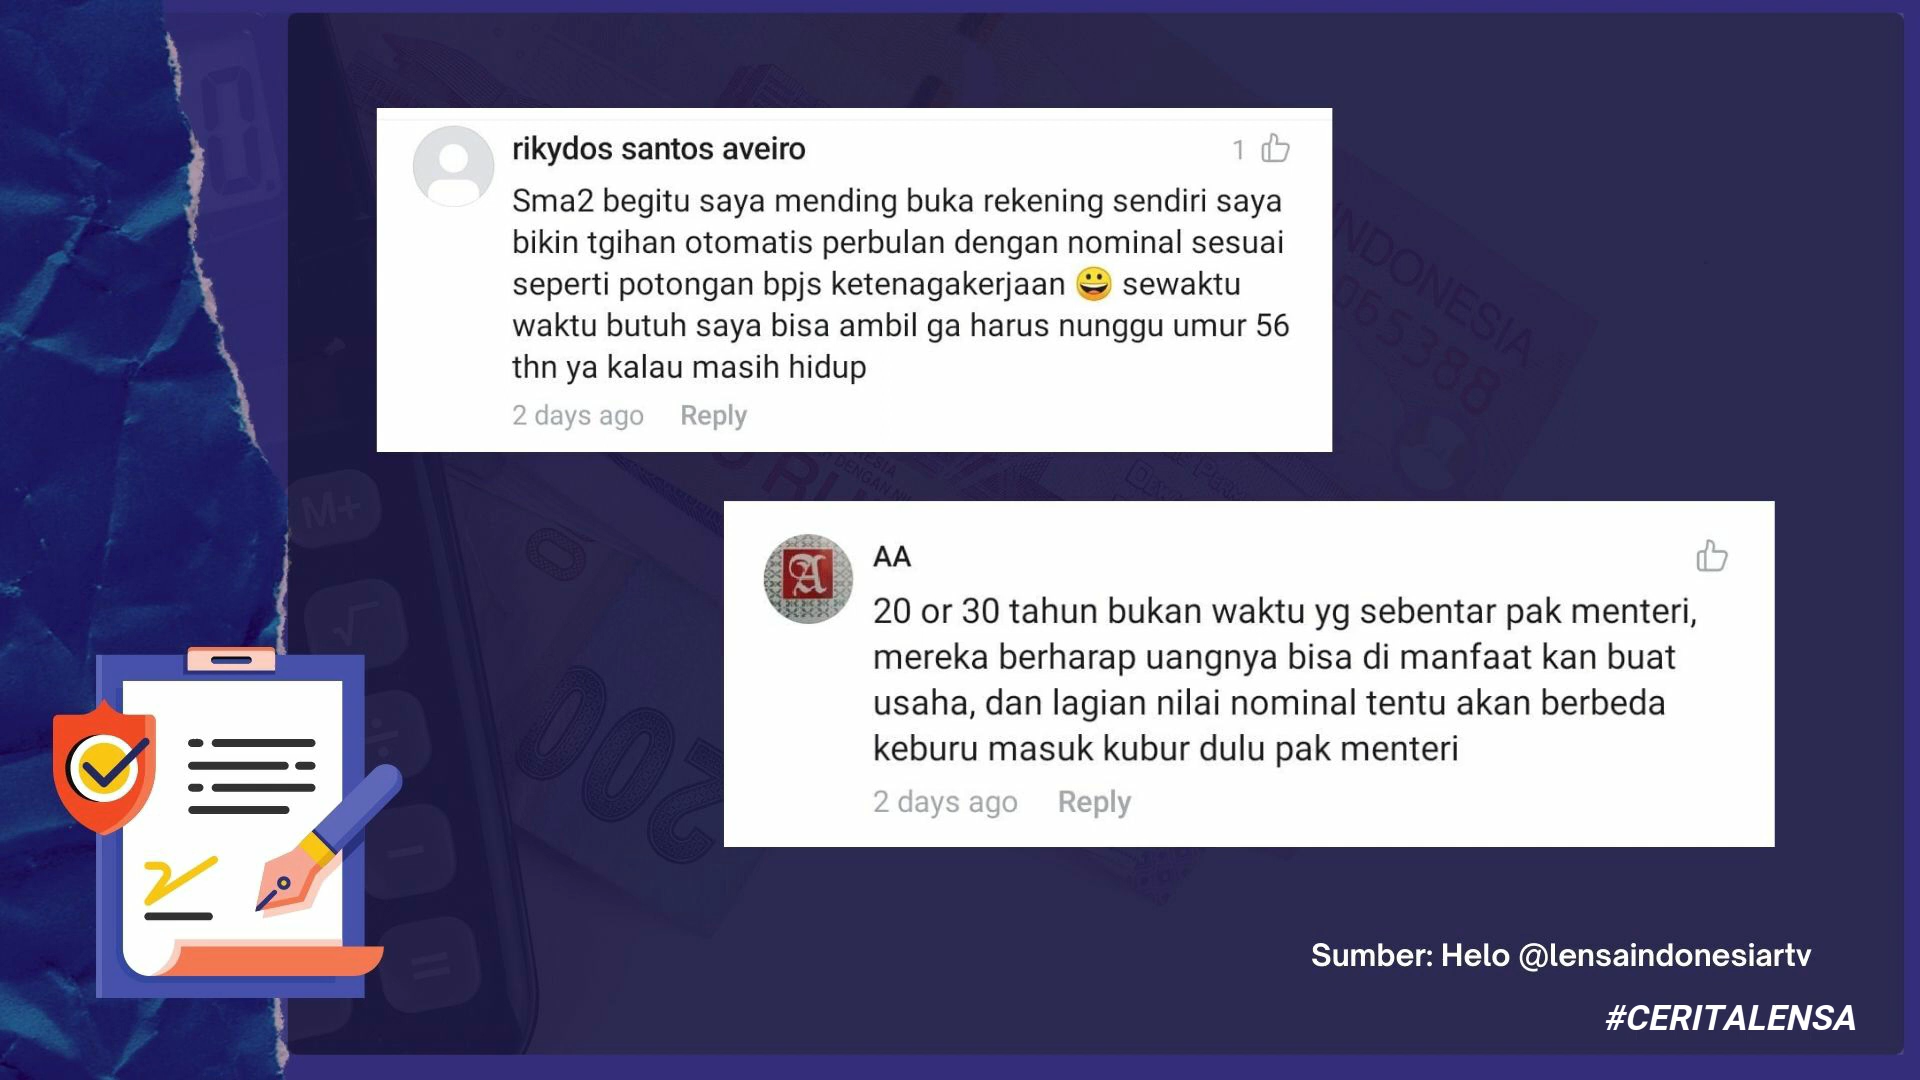 rikydos santos aveiro
1
Sma2 begitu saya mending buka rekening sendiri saya
bikin tgihan otomatis perbulan dengan nominal sesuai
seperti potongan bpjs ketenagakerjaan 😀 sewaktu
waktu butuh saya bisa ambil ga harus nunggu umur 56
thn ya kalau masih hidup
2 days ago Reply
INDONESIA
M+
AA
20 or 30 tahun bukan waktu yg sebentar pak menteri,
mereka berharap uangnya bisa di manfaat kan buat
usaha, dan lagian nilai nominal tentu akan berbeda
keburu masuk kubur dulu pak menteri
2 days ago Reply
Sumber: Helo @lensaindonesiartv
#CERITALENSA